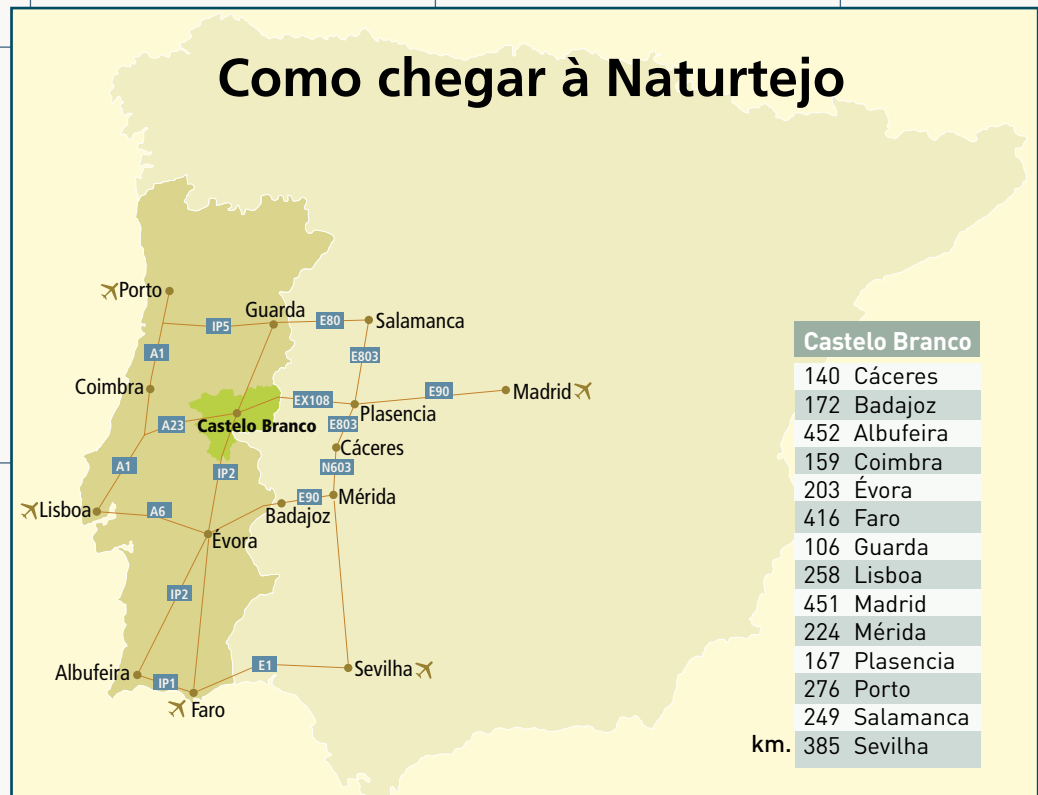 Como chegar à Naturtejo
Porto
Guarda
IP5
E80
Salamanca
A1
E803
Coimbra
EX108
E90
Madrid
Plasencia
A23
Castelo Branco
E803
Cáceres
A1
IP2
N603
E90
Mérida
Lisboa
A6
Badajoz
Évora
IP2
Albufeira
IP1
E1
Sevilha
Faro
Castelo Branco
140 Cáceres
172 Badajoz
452 Albufeira
159 Coimbra
203 Évora
416 Faro
106 Guarda
258 Lisboa
451 Madrid
224 Mérida
167 Plasencia
276 Porto
249 Salamanca
km. 385 Sevilha